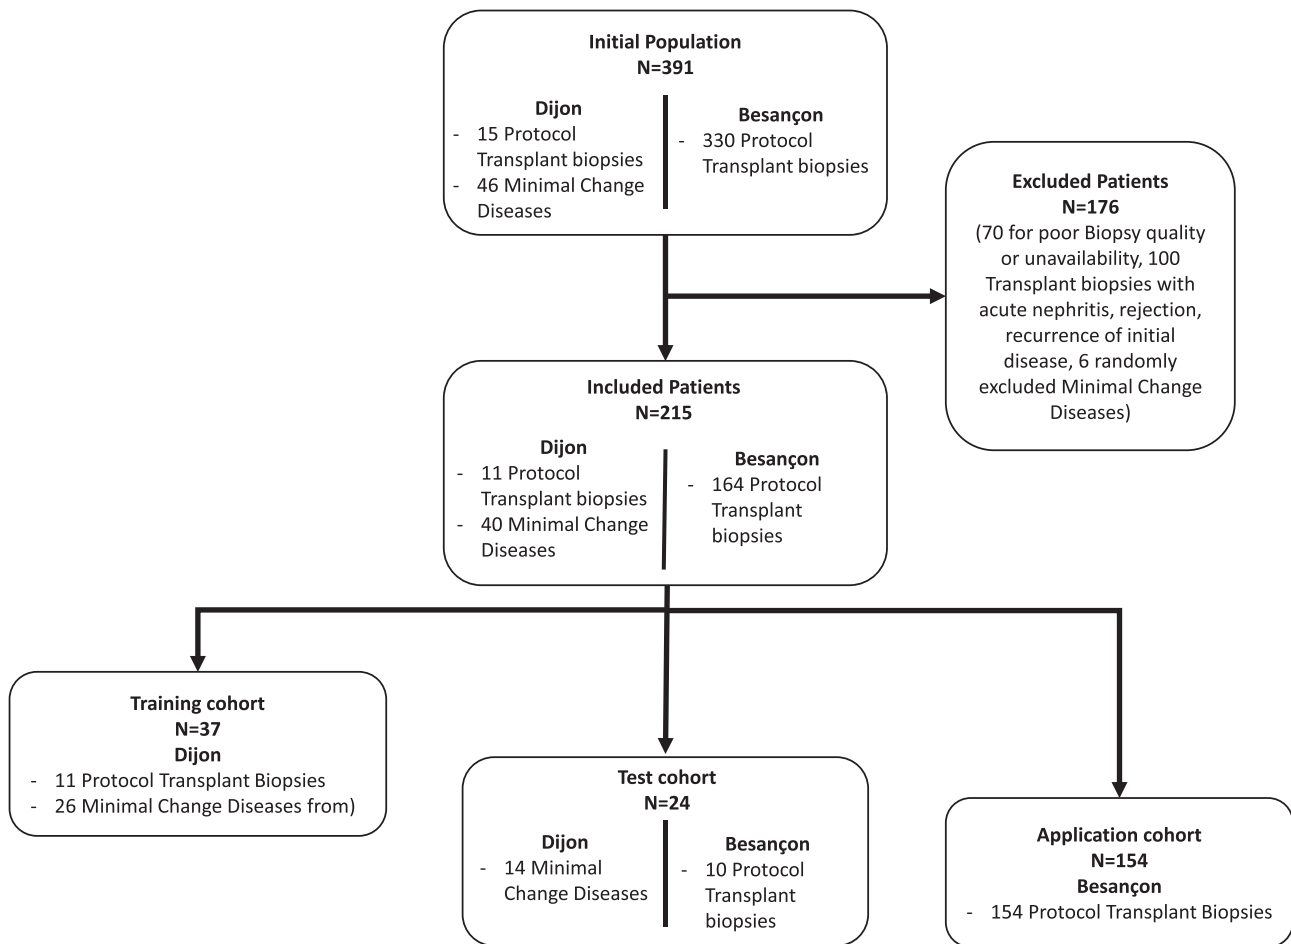 Initial Population
N=391
Dijon
- 15 Protocol
Transplant biopsies
- 46 Minimal Change
Diseases
Besançon
- 330 Protocol
Transplant biopsies
Excluded Patients
N=176
(70 for poor Biopsy quality
or unavailability, 100
Transplant biopsies with
acute nephritis, rejection,
recurrence of initial
disease, 6 randomly
excluded Minimal Change
Diseases)
Included Patients
N=215
Dijon
- 11 Protocol
Transplant biopsies
- 40 Minimal Change
Diseases
Besançon
- 164 Protocol
Transplant
biopsies
Training cohort
N=37
Dijon
- 11 Protocol Transplant Biopsies
- 26 Minimal Change Diseases from)
Test cohort
N=24
Dijon
- 14 Minimal
Change Diseases
Besançon
- 10 Protocol
Transplant
biopsies
Application cohort
N=154
Besançon
- 154 Protocol Transplant Biopsies